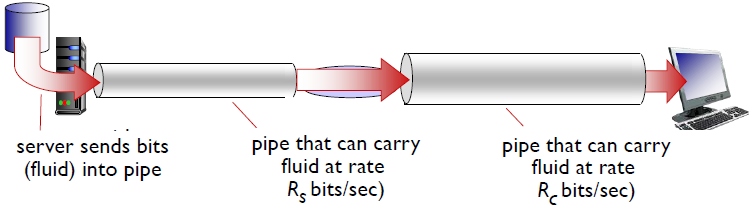 server sends bits
(fluid) into pipe
pipe that can carry
fluid at rate
Rs bits/sec)
pipe that can carry
fluid at rate
Rc bits/sec)